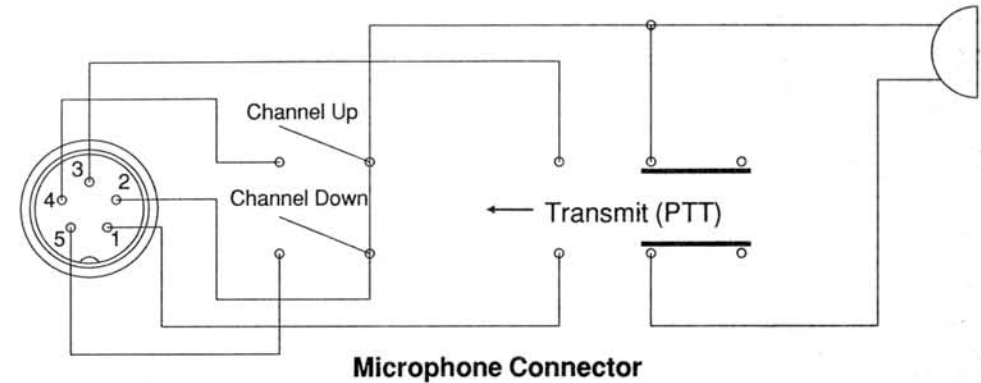 Channel Up
3
2
4
Channel Down
Transmit (PTT)
5
1
Microphone Connector